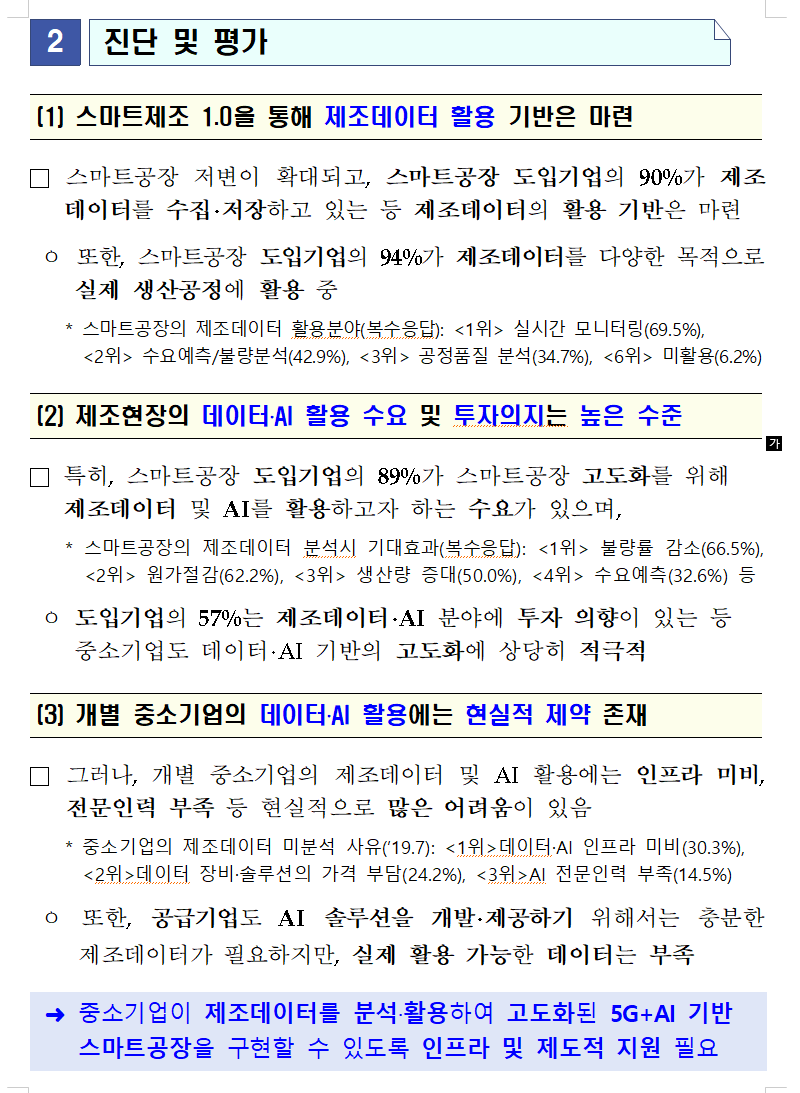 2 진단 및 평가
(1) 스마트제조 1.0을 통해 제조데이터 활용 기반은 마련
□ 스마트공장 저변이 확대되고, 스마트공장 도입기업의 90%가 제조
데이터를 수집·저장하고 있는 등 제조데이터의 활용 기반은 마련
ㅇ 또한, 스마트공장 도입기업의 94%가 제조데이터를 다양한 목적으로
실제 생산공정에 활용 중
* 스마트공장의 제조데이터 활용분야(복수응답): <1위> 실시간 모니터링(69.5%),
<2위> 수요예측/불량분석(42.9%), <3위> 공정품질 분석(34.7%), <6위> 미활용(6.2%)
(2) 제조현장의 데이터·AI 활용 수요 및 투자의지는 높은 수준
가
□ 특히, 스마트공장 도입기업의 89%가 스마트공장 고도화를 위해
제조데이터 및 AI를 활용하고자 하는 수요가 있으며,
* 스마트공장의 제조데이터 분석시 기대효과(복수응답): <1위> 불량률 감소(66.5%),
<2위> 원가절감(62.2%), <3위> 생산량 증대(50.0%), <4위> 수요예측(32.6%) 등
ㅇ 도입기업의 57%는 제조데이터·AI 분야에 투자 의향이 있는 등
중소기업도 데이터·AI 기반의 고도화에 상당히 적극적
(3) 개별 중소기업의 데이터·AI 활용에는 현실적 제약 존재
□ 그러나, 개별 중소기업의 제조데이터 및 AI 활용에는 인프라 미비,
전문인력 부족 등 현실적으로 많은 어려움이 있음
* 중소기업의 제조데이터 미분석 사유('19.7): <1위>데이터·AI 인프라 미비(30.3%),
<2위>데이터 장비·솔루션의 가격 부담(24.2%), <3위>AI 전문인력 부족(14.5%)
ㅇ 또한, 공급기업도 AI 솔루션을 개발·제공하기 위해서는 충분한
제조데이터가 필요하지만, 실제 활용 가능한 데이터는 부족
➜ 중소기업이 제조데이터를 분석·활용하여 고도화된 5G+AI 기반
스마트공장을 구현할 수 있도록 인프라 및 제도적 지원 필요